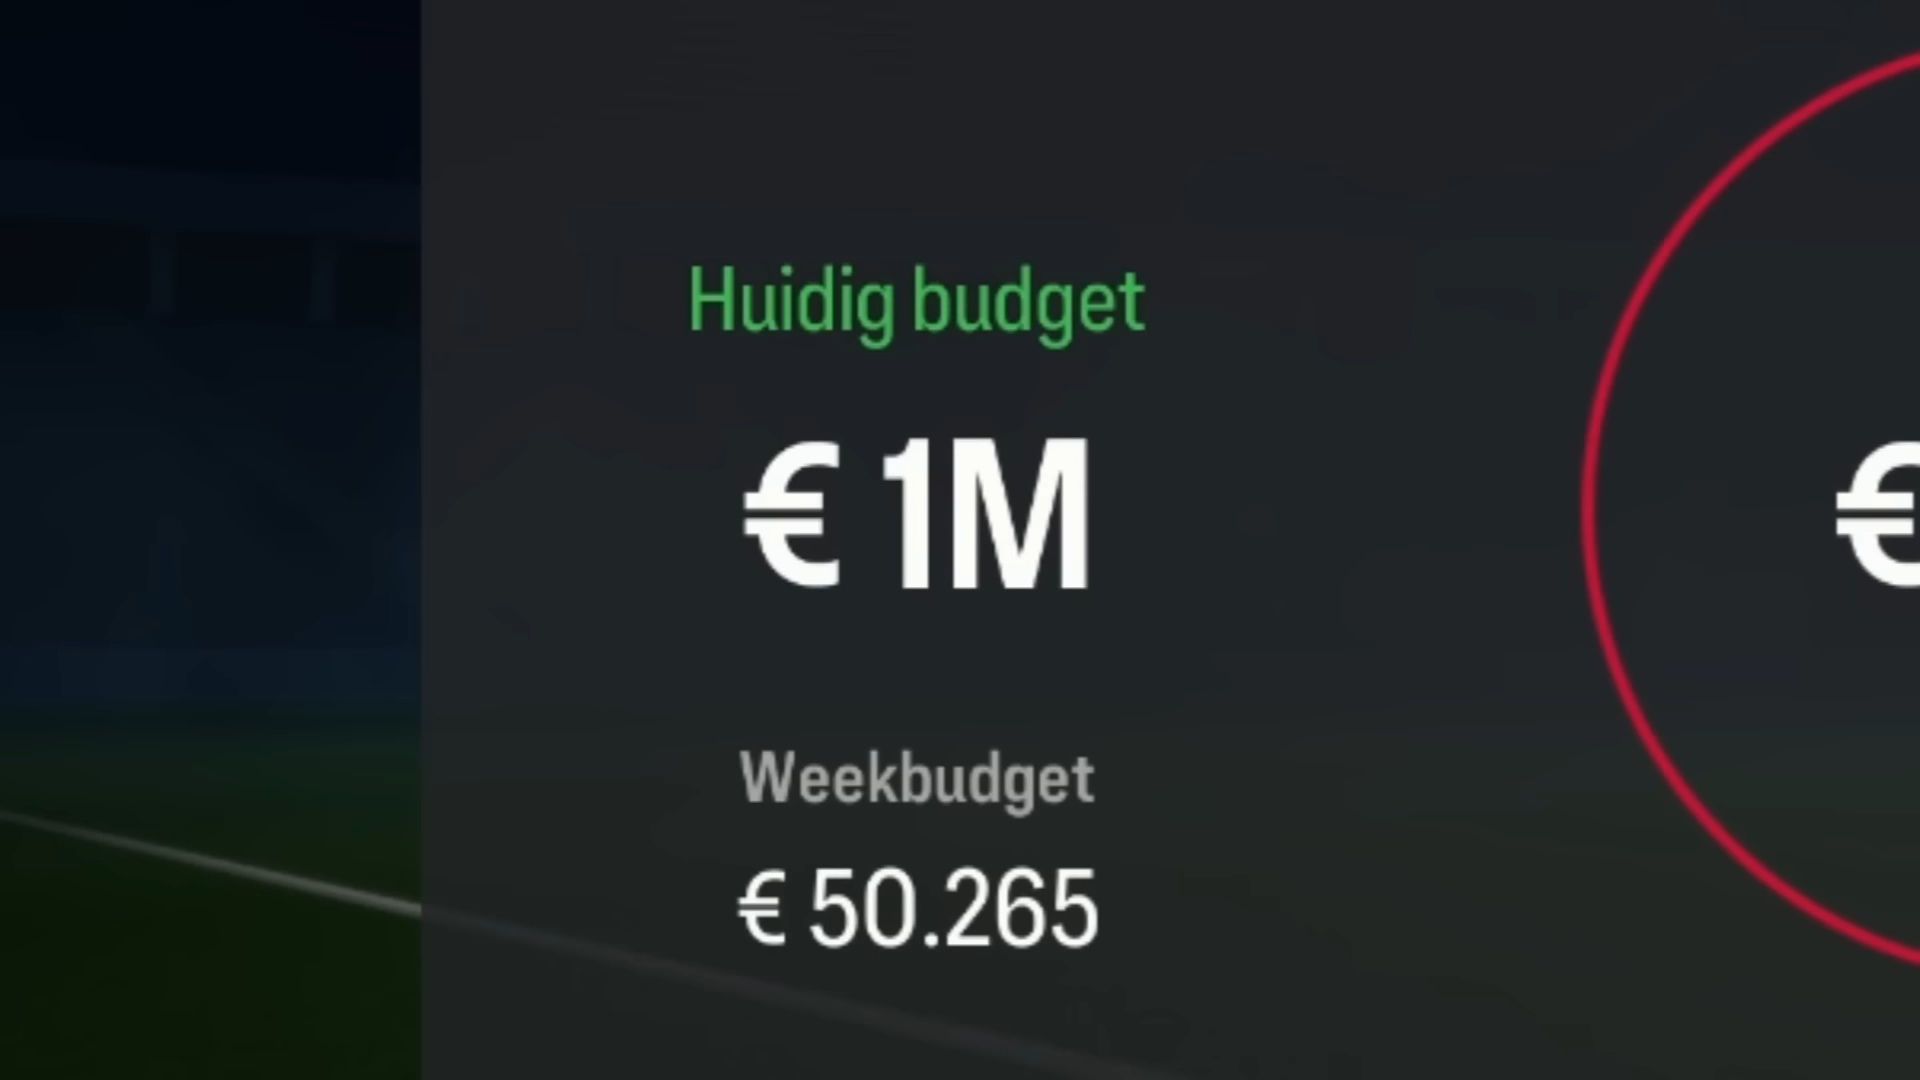 Huidig budget
€ 1M
€
Weekbudget
€ 50.265